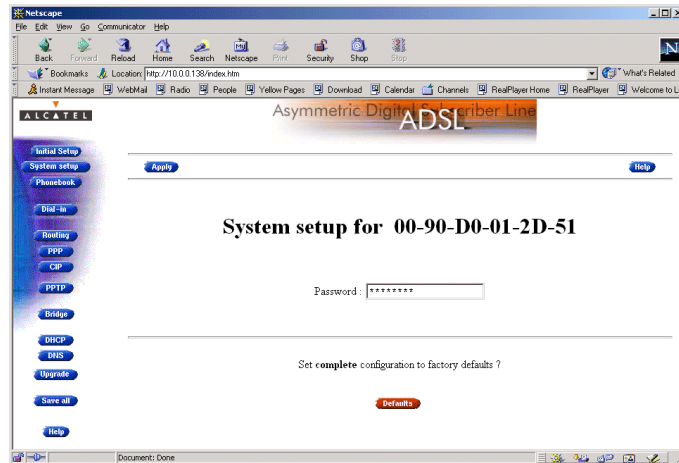 Netscape
File Edit View Go Communicator Help
Back Forward Reload Home Search Netscape Print Security Shop Stop
N
Bookmarks Location: http://10.0.0.138/index.htm What's Related
Instant Message WebMail Radio People Yellow Pages Download Calendar Channels RealPlayer Home RealPlayer Welcome to L
ALCATEL
Asymmetric Digital Subscriber Line
ADSL
Initial Setup
System setup
Phonebook
Dial-in
Routing
PPP
CIP
PPTP
Bridge
DHCP
DNS
Upgrade
Save all
Help
Apply Help
System setup for 00-90-D0-01-2D-51
Password : ********
Set complete configuration to factory defaults ?
Defaults
Document: Done